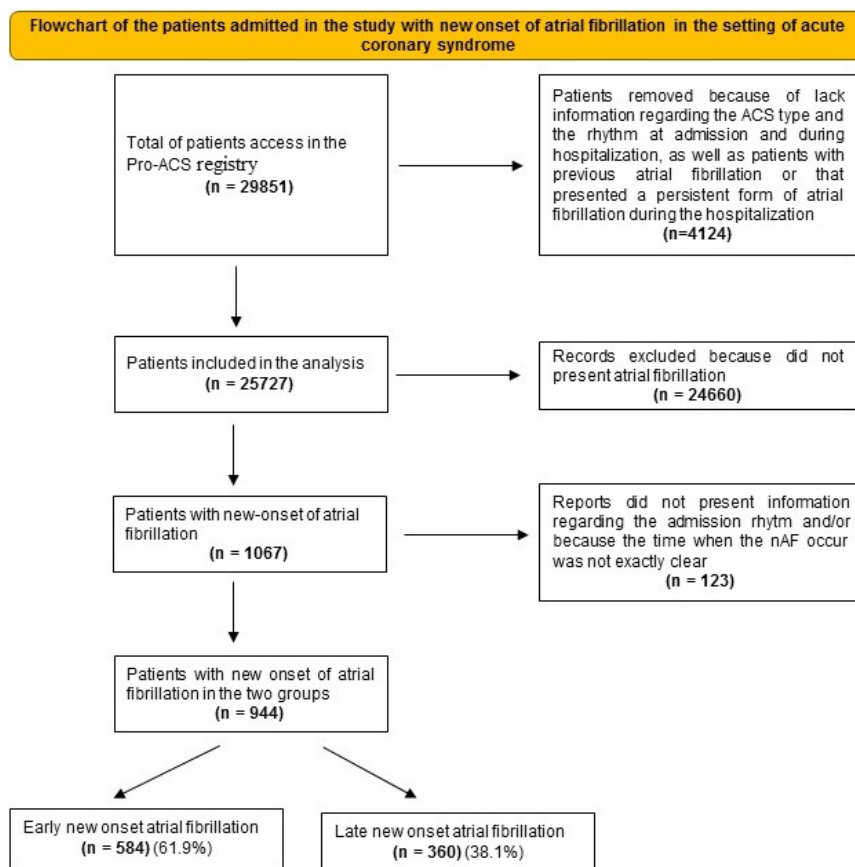 Flowchart of the patients admitted in the study with new onset of atrial fibrillation in the setting of acute
coronary syndrome
Total of patients access in the
Pro-ACS registry
(n = 29851)
Patients removed because of lack
information regarding the ACS type and
the rhythm at admission and during
hospitalization, as well as patients with
previous atrial fibrillation or that
presented a persistent form of atrial
fibrillation during the hospitalization
(n=4124)
Patients included in the analysis
(n = 25727)
Records excluded because did not
present atrial fibrillation
(n = 24660)
Patients with new-onset of atrial
fibrillation
(n = 1067)
Reports did not present information
regarding the admission rhytm and/or
because the time when the nAF occur
was not exactly clear
(n = 123)
Patients with new onset of atrial
fibrillation in the two groups
(n = 944)
Early new onset atrial fibrillation
(n = 584) (61.9%)
Late new onset atrial fibrillation
(n = 360) (38.1%)